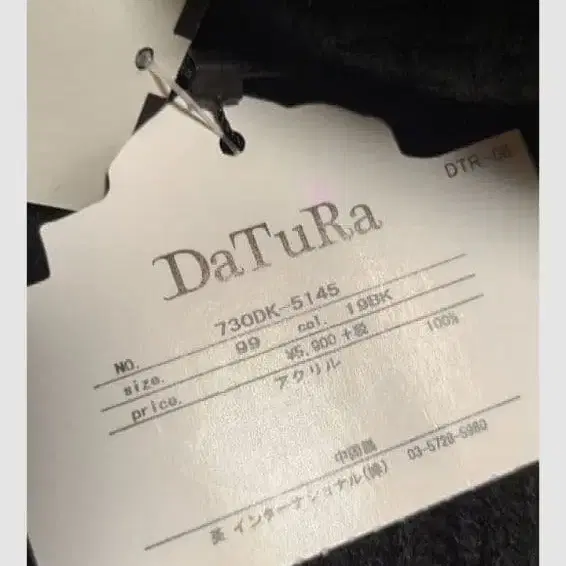 DTR-
DaTuRa
NO. 730DK-5145
size. 99 col. 19BK
price. ¥5,900+税
アクリル 100%
中国製
インターナショナル(株) 03-5728-5980